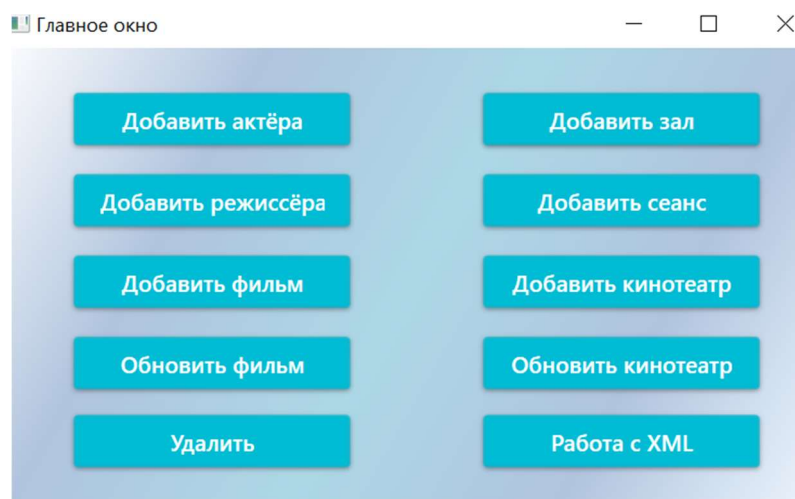 Главное окно
Добавить актёра
Добавить зал
Добавить режиссёра
Добавить сеанс
Добавить фильм
Добавить кинотеатр
Обновить фильм
Обновить кинотеатр
Удалить
Работа с XML